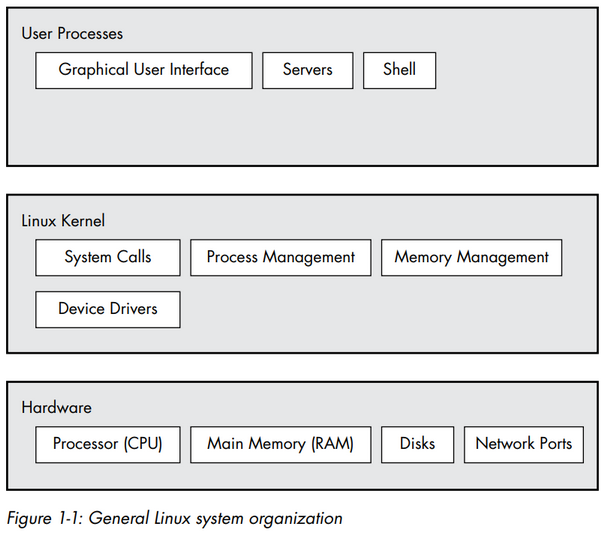 User Processes
Graphical User Interface Servers Shell
Linux Kernel
System Calls Process Management Memory Management
Device Drivers
Hardware
Processor (CPU) Main Memory (RAM) Disks Network Ports
Figure 1-1: General Linux system organization